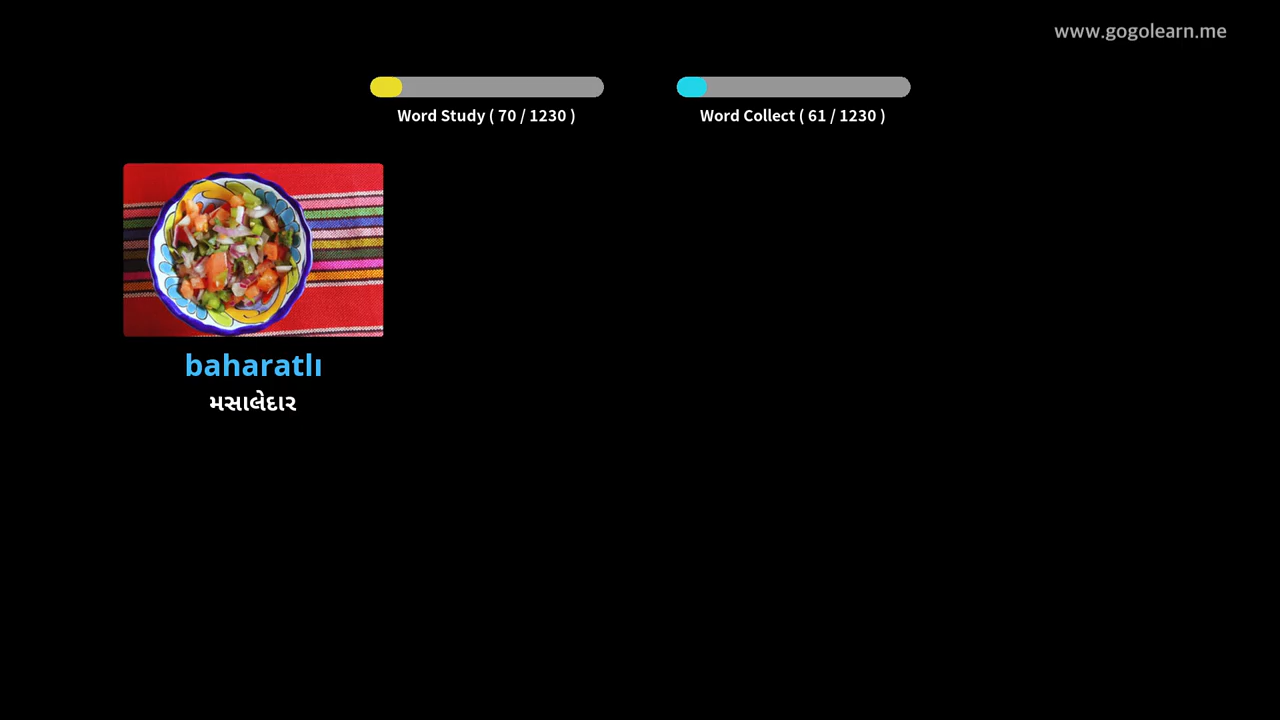 www.gogolearn.me
Word Study ( 70 / 1230 )
Word Collect ( 61 / 1230 )
baharatlı
મસાલેદાર